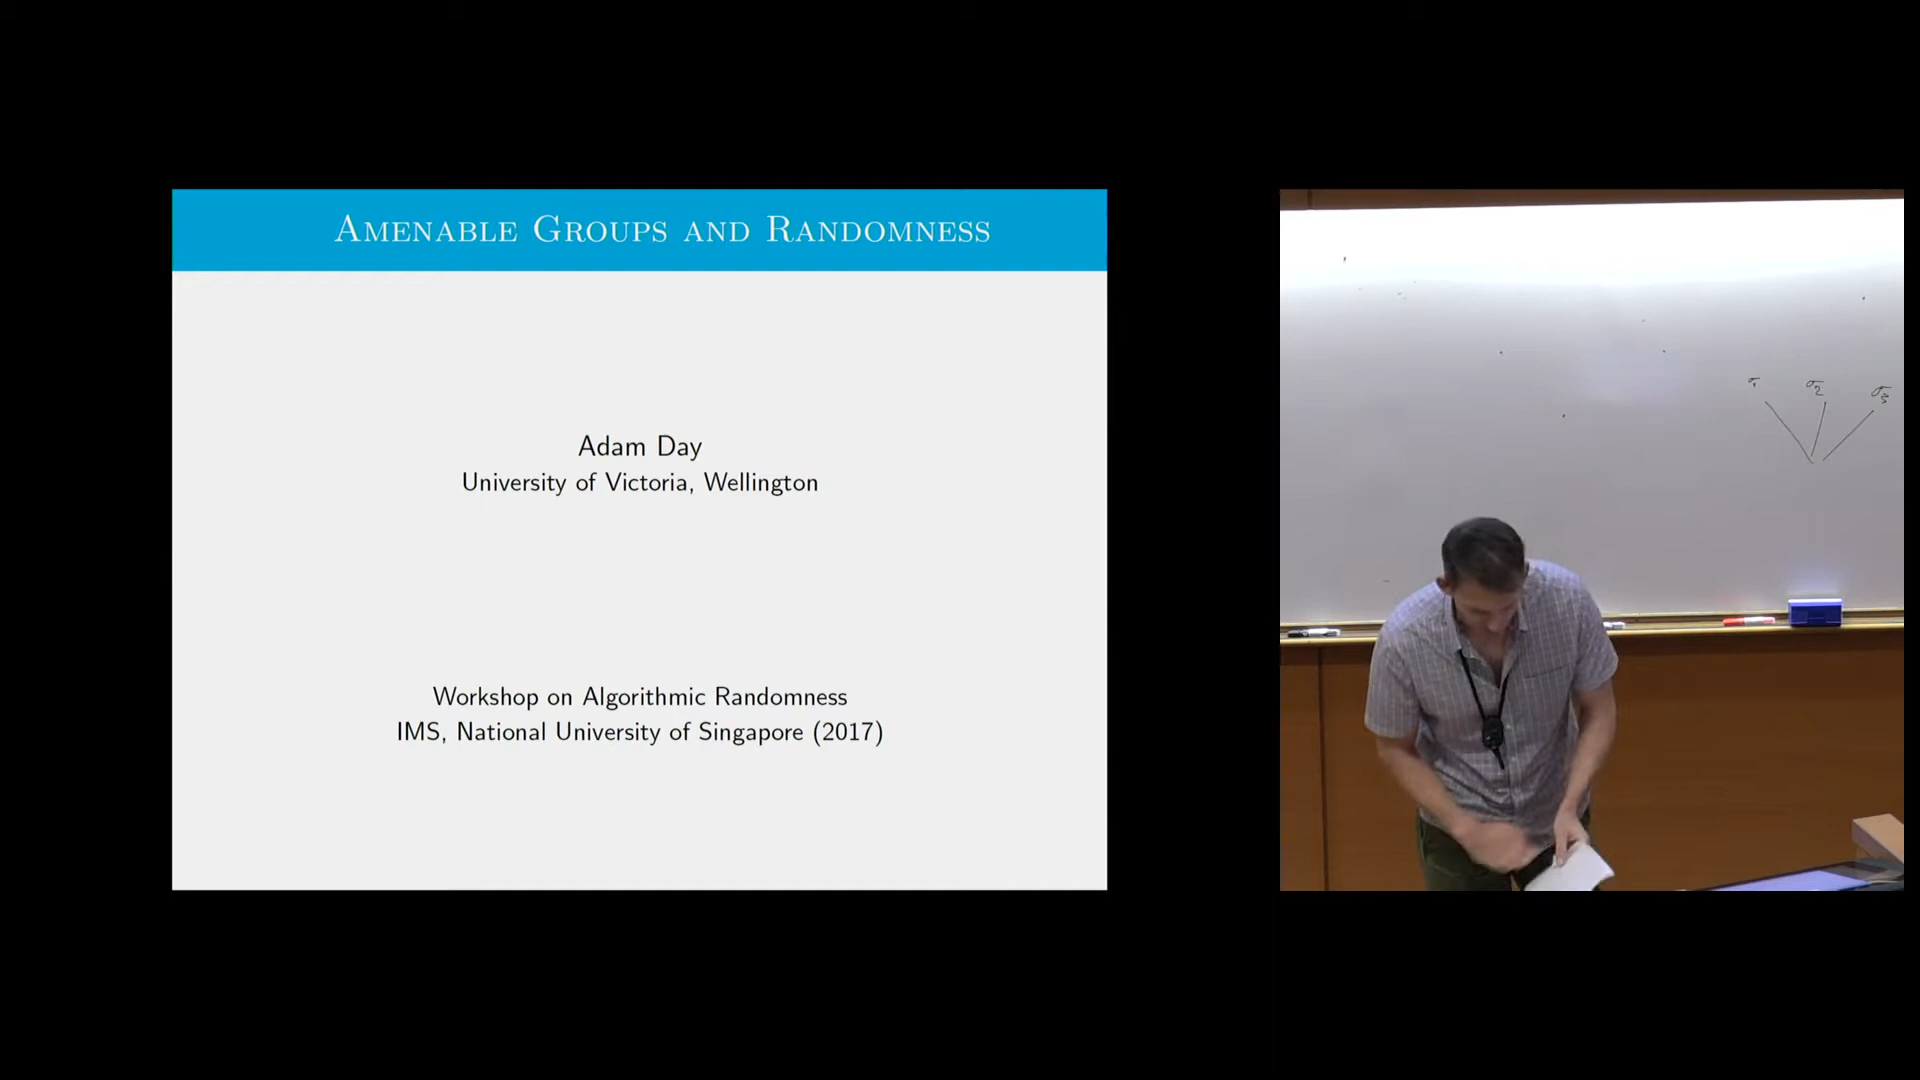 AMENABLE GROUPS AND RANDOMNESS
Adam Day
University of Victoria, Wellington
Workshop on Algorithmic Randomness
IMS, National University of Singapore (2017)
σ₁ σ₂ σ₃